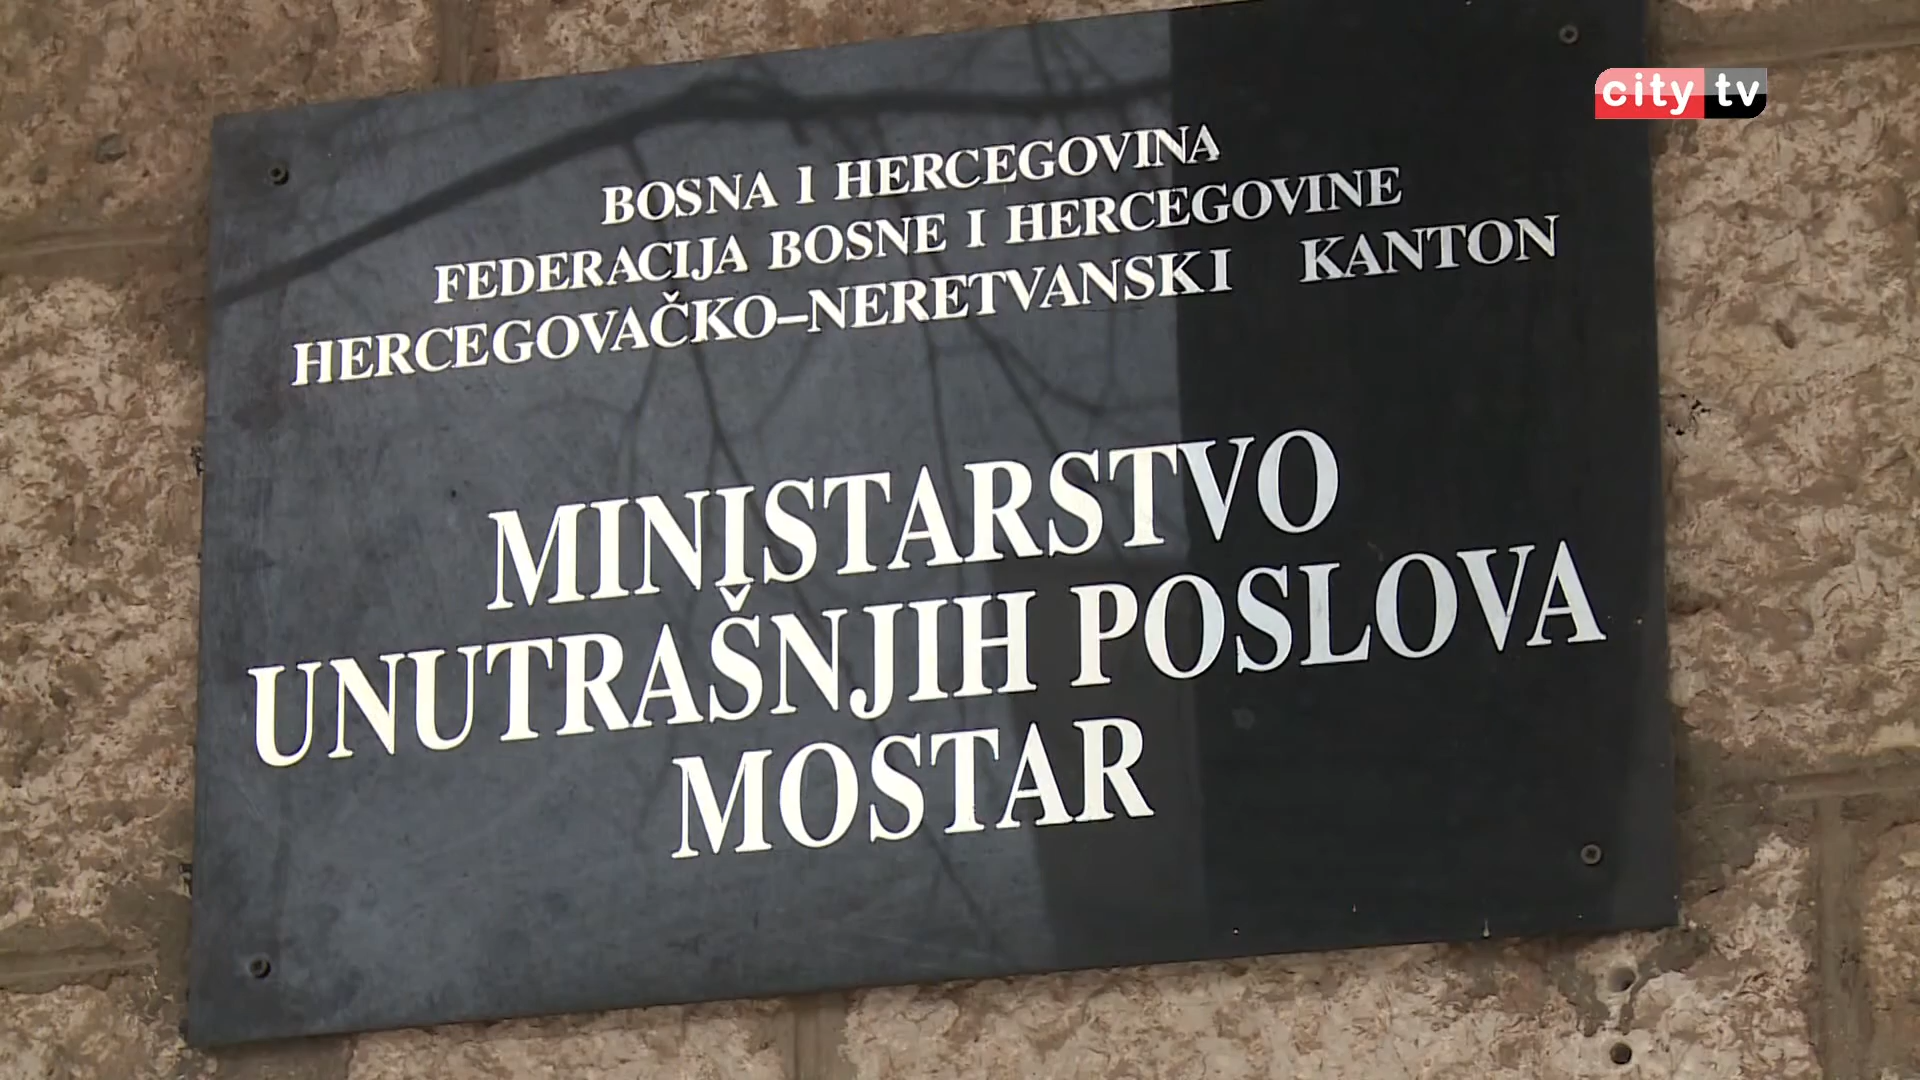 city tv
BOSNA I HERCEGOVINA
FEDERACIJA BOSNE I HERCEGOVINE
HERCEGOVAČKO–NERETVANSKI KANTON
MINISTARSTVO
UNUTRAŠNJIH POSLOVA
MOSTAR